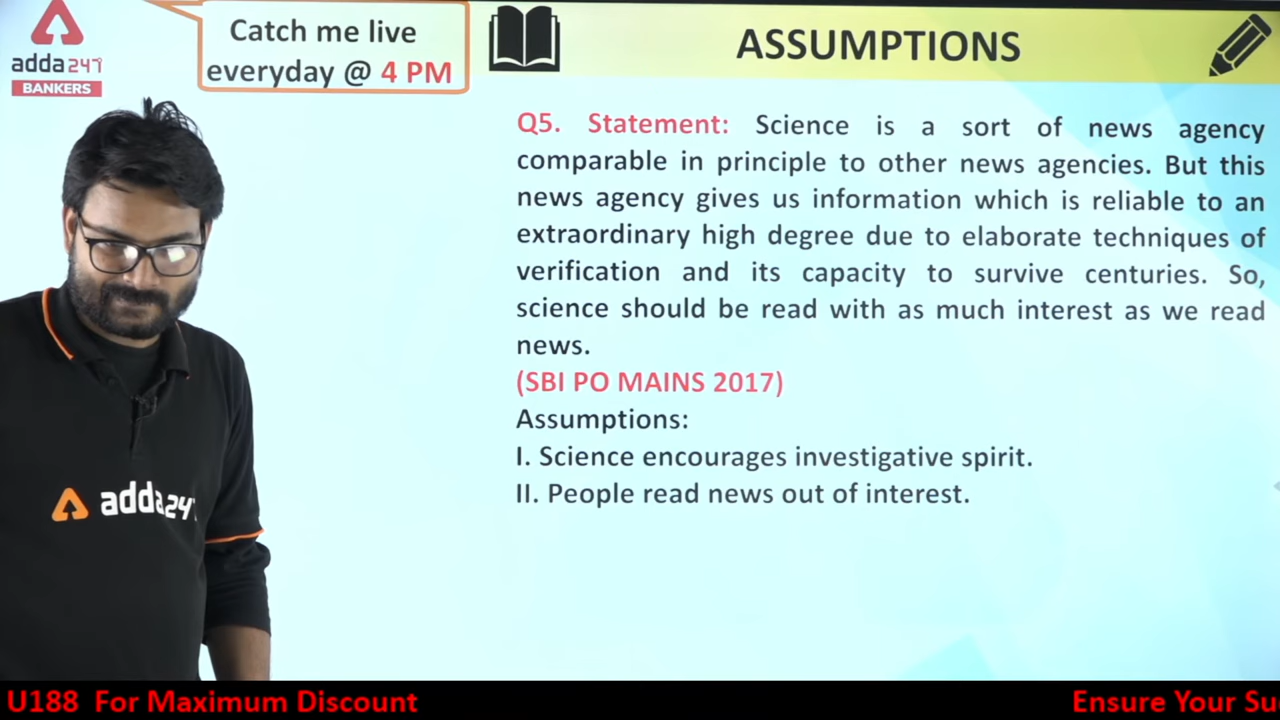 Catch me live
everyday @ 4 PM
adda247
BANKERS
ASSUMPTIONS
Q5. Statement: Science is a sort of news agency
comparable in principle to other news agencies. But this
news agency gives us information which is reliable to an
extraordinary high degree due to elaborate techniques of
verification and its capacity to survive centuries. So,
science should be read with as much interest as we read
news.
(SBI PO MAINS 2017)
Assumptions:
I. Science encourages investigative spirit.
II. People read news out of interest.
adda247
U188 For Maximum Discount
Ensure Your Su